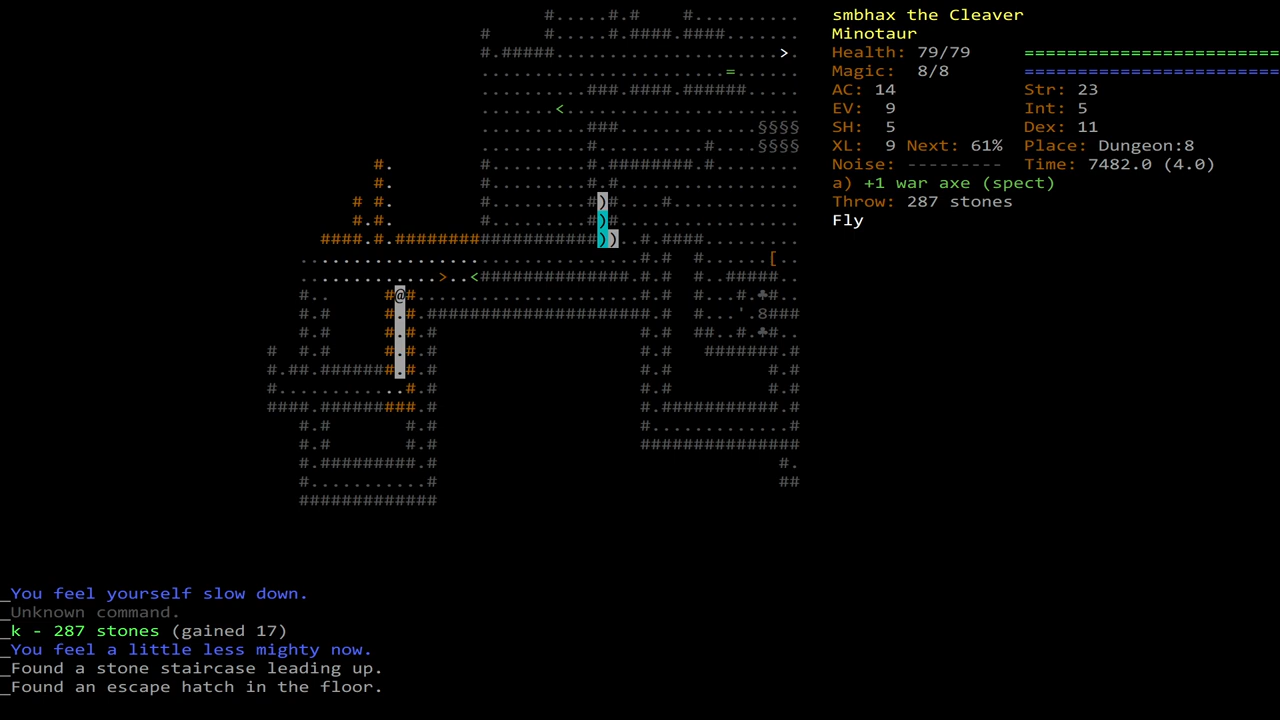 smbhax the Cleaver
Minotaur
Health: 79/79
Magic: 8/8
AC: 14 Str: 23
EV: 9 Int: 5
SH: 5 Dex: 11
XL: 9 Next: 61% Place: Dungeon:8
Noise: --------- Time: 7482.0 (4.0)
a) +1 war axe (spect)
Throw: 287 stones
Fly
_You feel yourself slow down.
_Unknown command.
_k - 287 stones (gained 17)
_You feel a little less mighty now.
_Found a stone staircase leading up.
_Found an escape hatch in the floor.